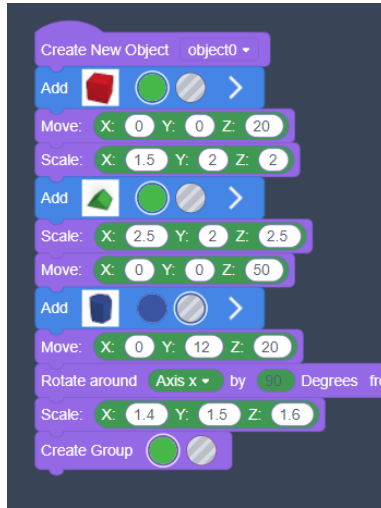 Create New Object object0
Add
Move: X: 0 Y: 0 Z: 20
Scale: X: 1.5 Y: 2 Z: 2
Add
Scale: X: 2.5 Y: 2 Z: 2.5
Move: X: 0 Y: 0 Z: 50
Add
Move: X: 0 Y: 12 Z: 20
Rotate around Axis x by 90 Degrees
Scale: X: 1.4 Y: 1.5 Z: 1.6
Create Group